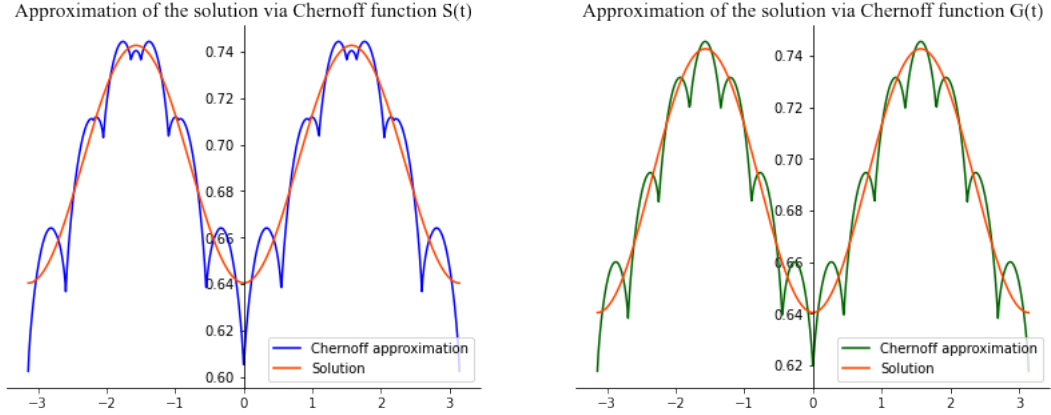 Approximation of the solution via Chernoff function S(t)
0.74
0.72
0.70
0.68
0.66
0.64
0.62
0.60
−3 −2 −1 0 1 2 3
Chernoff approximation
Solution
Approximation of the solution via Chernoff function G(t)
0.74
0.72
0.70
0.68
0.66
0.64
0.62
−3 −2 −1 0 1 2 3
Chernoff approximation
Solution